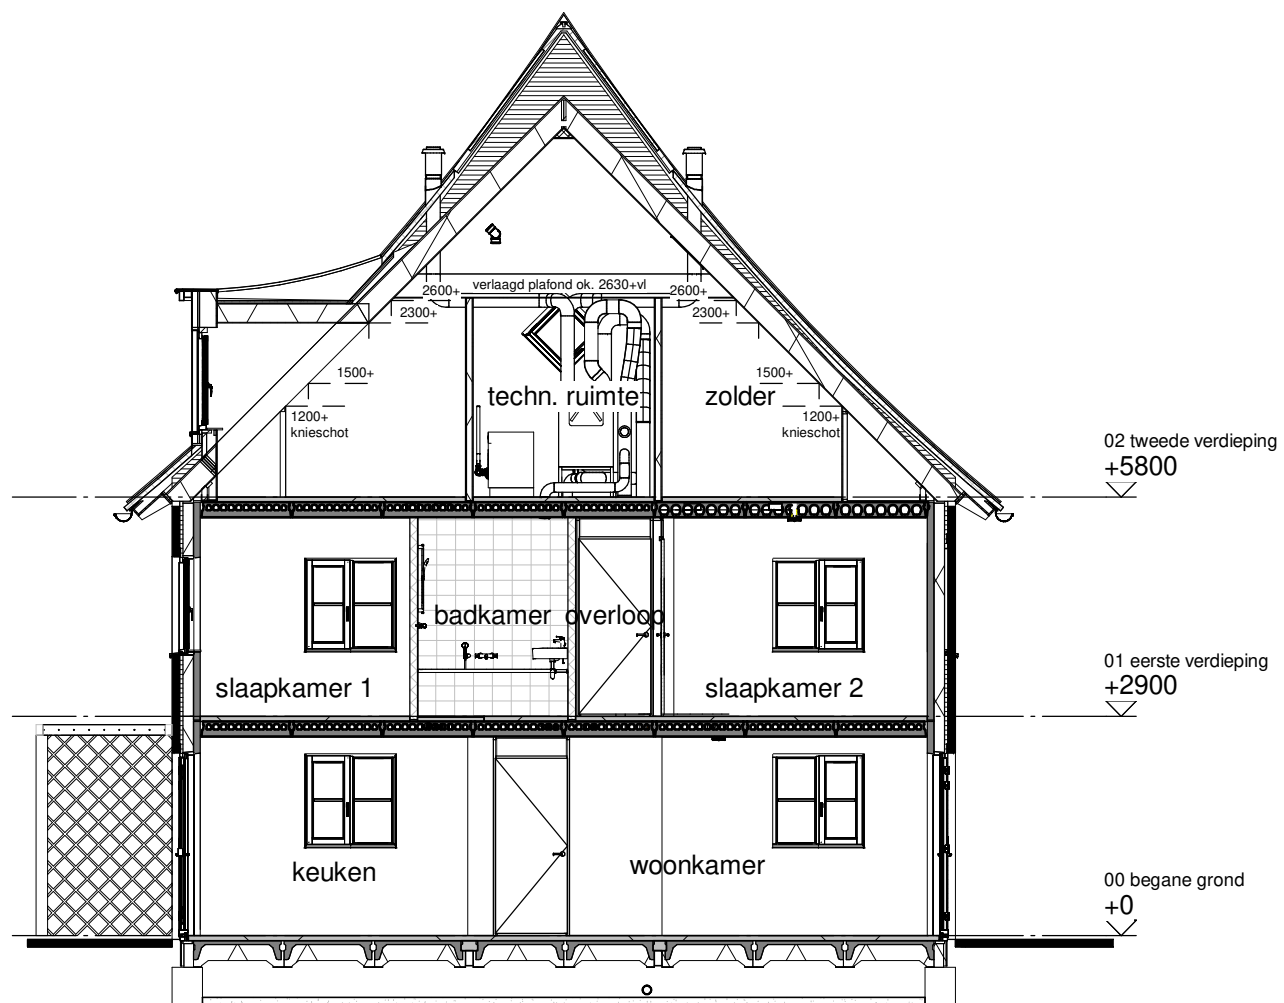 verlaagd plafond ok. 2630+vl
2600+
2600+
2300+
2300+
1500+
1500+
techn. ruimte
zolder
1200+
knieschot
1200+
knieschot
02 tweede verdieping
+5800
badkamer
overloop
slaapkamer 1
slaapkamer 2
01 eerste verdieping
+2900
keuken
woonkamer
00 begane grond
+0